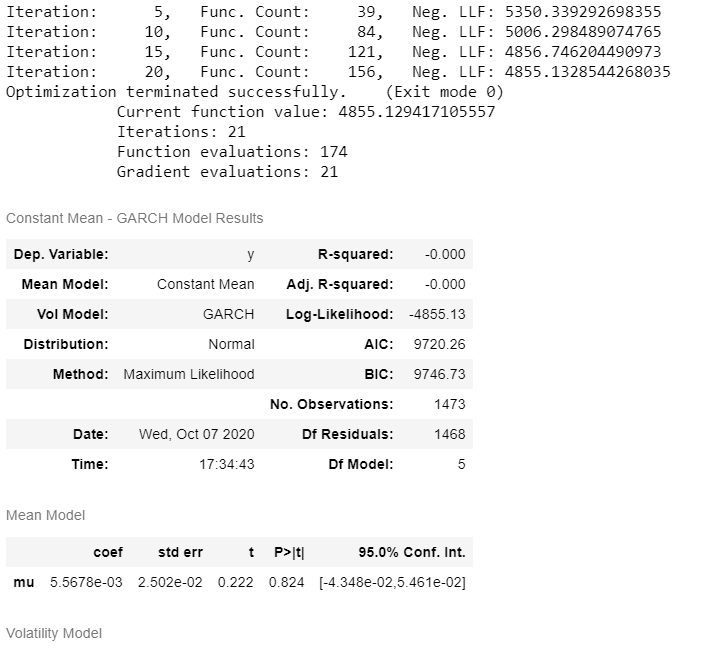 Iteration: 5, Func. Count: 39, Neg. LLF: 5350.339292698355
Iteration: 10, Func. Count: 84, Neg. LLF: 5006.298489074765
Iteration: 15, Func. Count: 121, Neg. LLF: 4856.746204490973
Iteration: 20, Func. Count: 156, Neg. LLF: 4855.1328544268035
Optimization terminated successfully. (Exit mode 0)
Current function value: 4855.129417105557
Iterations: 21
Function evaluations: 174
Gradient evaluations: 21
Constant Mean - GARCH Model Results
Dep. Variable: y R-squared: -0.000
Mean Model: Constant Mean Adj. R-squared: -0.000
Vol Model: GARCH Log-Likelihood: -4855.13
Distribution: Normal AIC: 9720.26
Method: Maximum Likelihood BIC: 9746.73
No. Observations: 1473
Date: Wed, Oct 07 2020 Df Residuals: 1468
Time: 17:34:43 Df Model: 5
Mean Model
coef std err t P>|t| 95.0% Conf. Int.
mu 5.5678e-03 2.502e-02 0.222 0.824 [-4.348e-02,5.461e-02]
Volatility Model